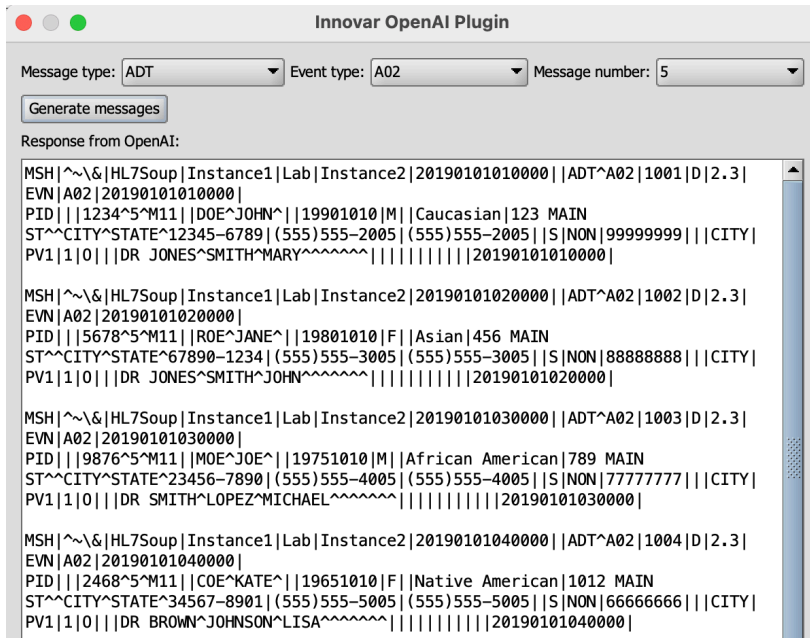 Innovar OpenAI Plugin
Message type: ADT Event type: A02 Message number: 5
Generate messages
Response from OpenAI:
MSH|^~\&|HL7Soup|Instance1|Lab|Instance2|20190101010000||ADT^A02|1001|D|2.3|
EVN|A02|20190101010000|
PID|||1234^5^M11||DOE^JOHN^||19901010|M||Caucasian|123 MAIN
ST^^CITY^STATE^12345-6789|(555)555-2005|(555)555-2005||S|NON|99999999|||CITY|
PV1|1|O|||DR JONES^SMITH^MARY^^^^^^^|||||||||||20190101010000|
MSH|^~\&|HL7Soup|Instance1|Lab|Instance2|20190101020000||ADT^A02|1002|D|2.3|
EVN|A02|20190101020000|
PID|||5678^5^M11||ROE^JANE^||19801010|F||Asian|456 MAIN
ST^^CITY^STATE^67890-1234|(555)555-3005|(555)555-3005||S|NON|88888888|||CITY|
PV1|1|O|||DR JONES^SMITH^JOHN^^^^^^^|||||||||||20190101020000|
MSH|^~\&|HL7Soup|Instance1|Lab|Instance2|20190101030000||ADT^A02|1003|D|2.3|
EVN|A02|20190101030000|
PID|||9876^5^M11||MOE^JOE^||19751010|M||African American|789 MAIN
ST^^CITY^STATE^23456-7890|(555)555-4005|(555)555-4005||S|NON|77777777|||CITY|
PV1|1|O|||DR SMITH^LOPEZ^MICHAEL^^^^^^^|||||||||||20190101030000|
MSH|^~\&|HL7Soup|Instance1|Lab|Instance2|20190101040000||ADT^A02|1004|D|2.3|
EVN|A02|20190101040000|
PID|||2468^5^M11||COE^KATE^||19651010|F||Native American|1012 MAIN
ST^^CITY^STATE^34567-8901|(555)555-5005|(555)555-5005||S|NON|66666666|||CITY|
PV1|1|O|||DR BROWN^JOHNSON^LISA^^^^^^^|||||||||||20190101040000|